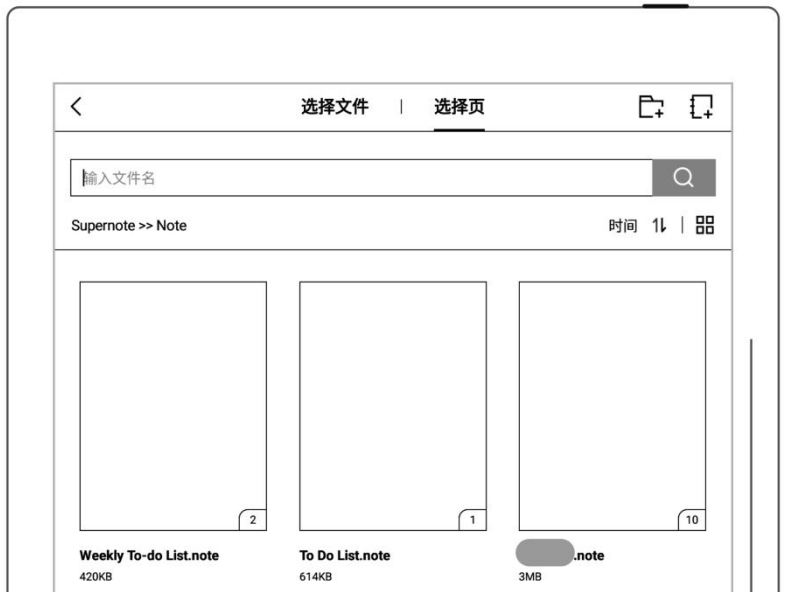 选择文件 | 选择页
输入文件名
Supernote >> Note
时间
2
1
10
Weekly To-do List.note
To Do List.note
.note
420KB
614KB
3MB